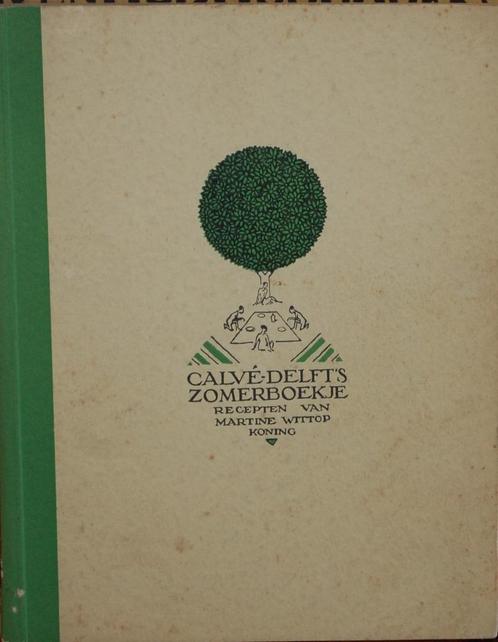 CALVÉ-DELFT'S
ZOMERBOEKJE
RECEPTEN VAN
MARTINE WITTOP
KONING